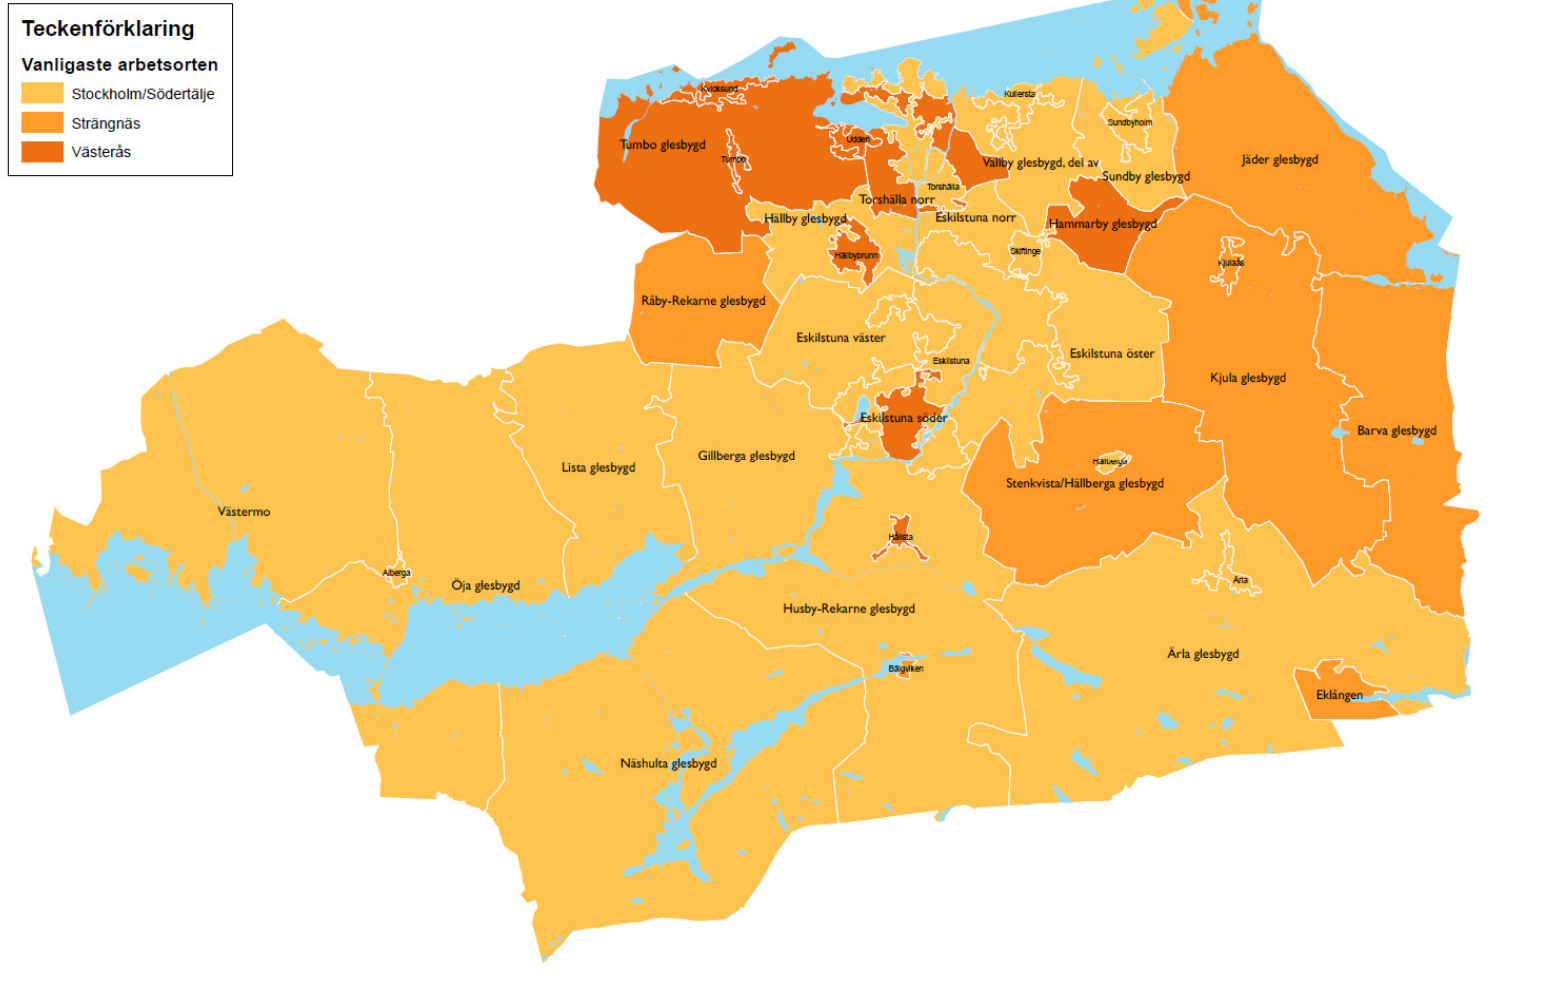 Teckenförklaring
Vanligaste arbetsorten
Stockholm/Södertälje
Strängnäs
Västerås
Kvicksund
Kullersta
Sundbyholm
Tumbo glesbygd
Udden
Tumbo
Vallby glesbygd, del av
Jäder glesbygd
Sundby glesbygd
Torshälla
Torshälla norr
Hällby glesbygd
Eskilstuna norr
Hammarby glesbygd
Skiftinge
Hällbybrunn
Kjulaås
Råby-Rekarne glesbygd
Eskilstuna väster
Eskilstuna öster
Eskilstuna
Kjula glesbygd
Eskilstuna söder
Barva glesbygd
Gillberga glesbygd
Hällberga
Lista glesbygd
Stenkvista/Hällberga glesbygd
Västermo
Hållsta
Alberga
Öja glesbygd
Ärla
Husby-Rekarne glesbygd
Ärla glesbygd
Bälgviken
Eklången
Näshulta glesbygd